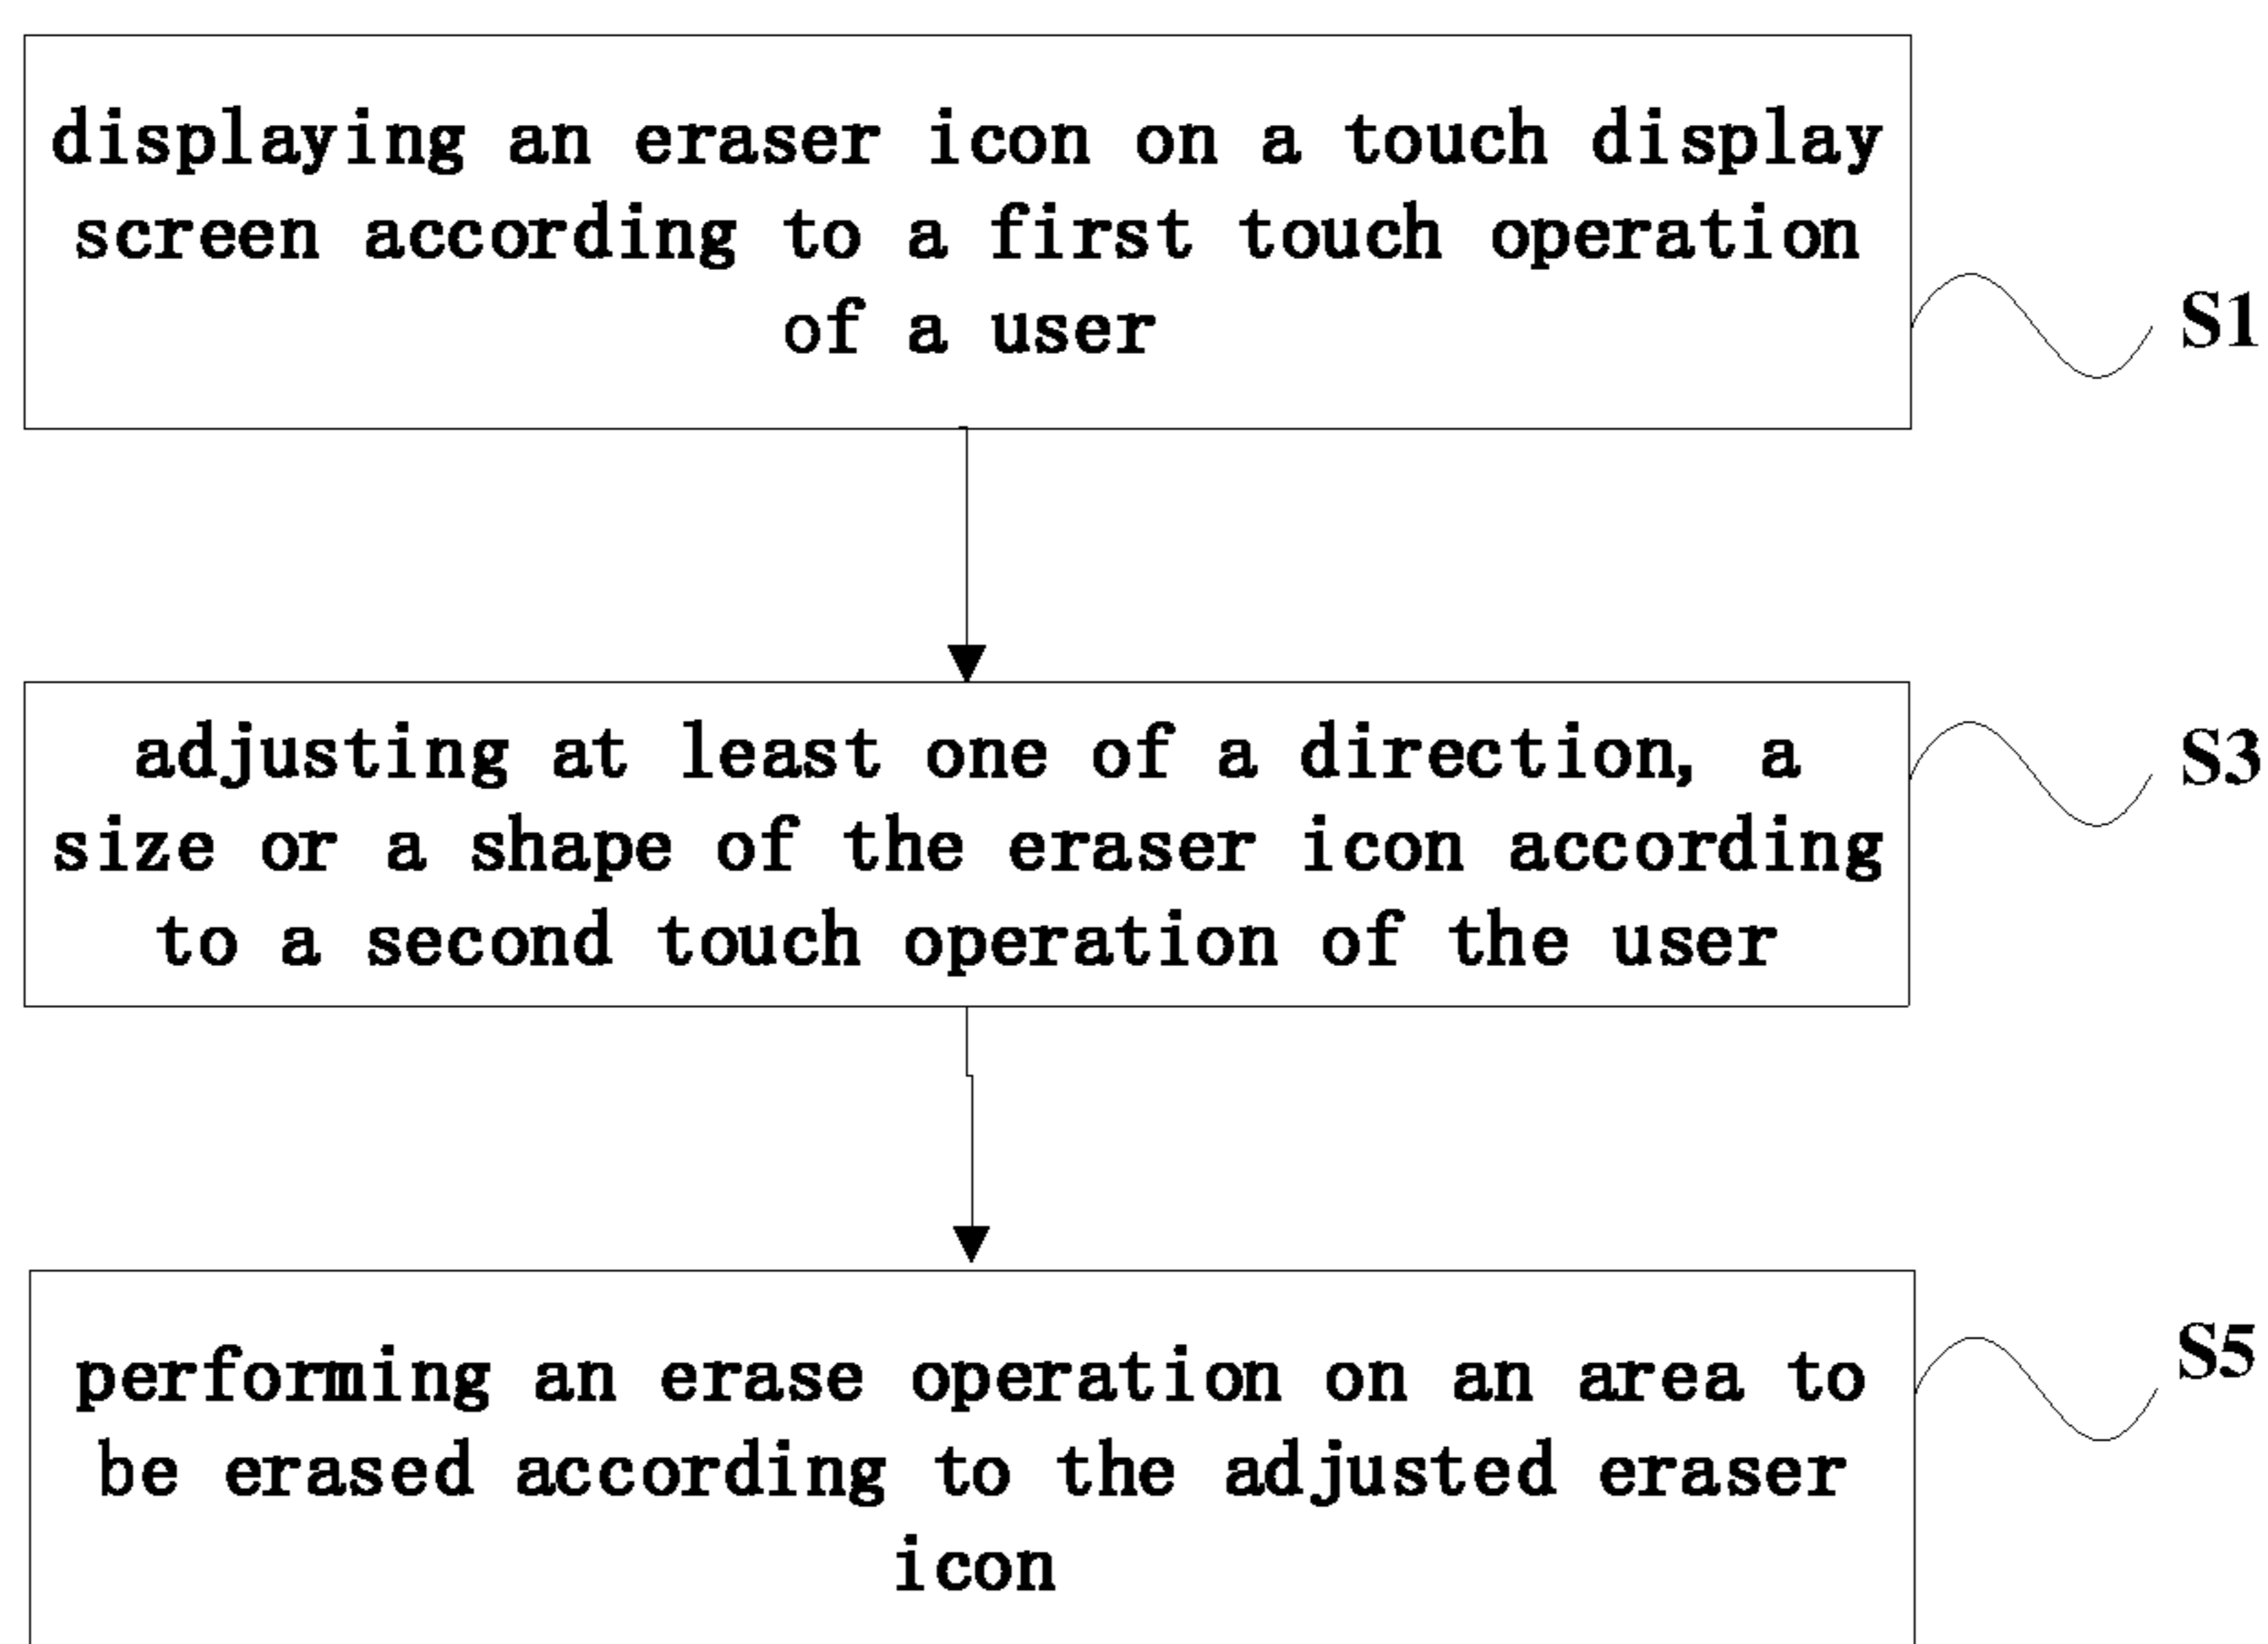 displaying an eraser icon on a touch display
screen according to a first touch operation
of a user
S1
adjusting at least one of a direction, a
size or a shape of the eraser icon according
to a second touch operation of the user
S3
performing an erase operation on an area to
be erased according to the adjusted eraser
icon
S5